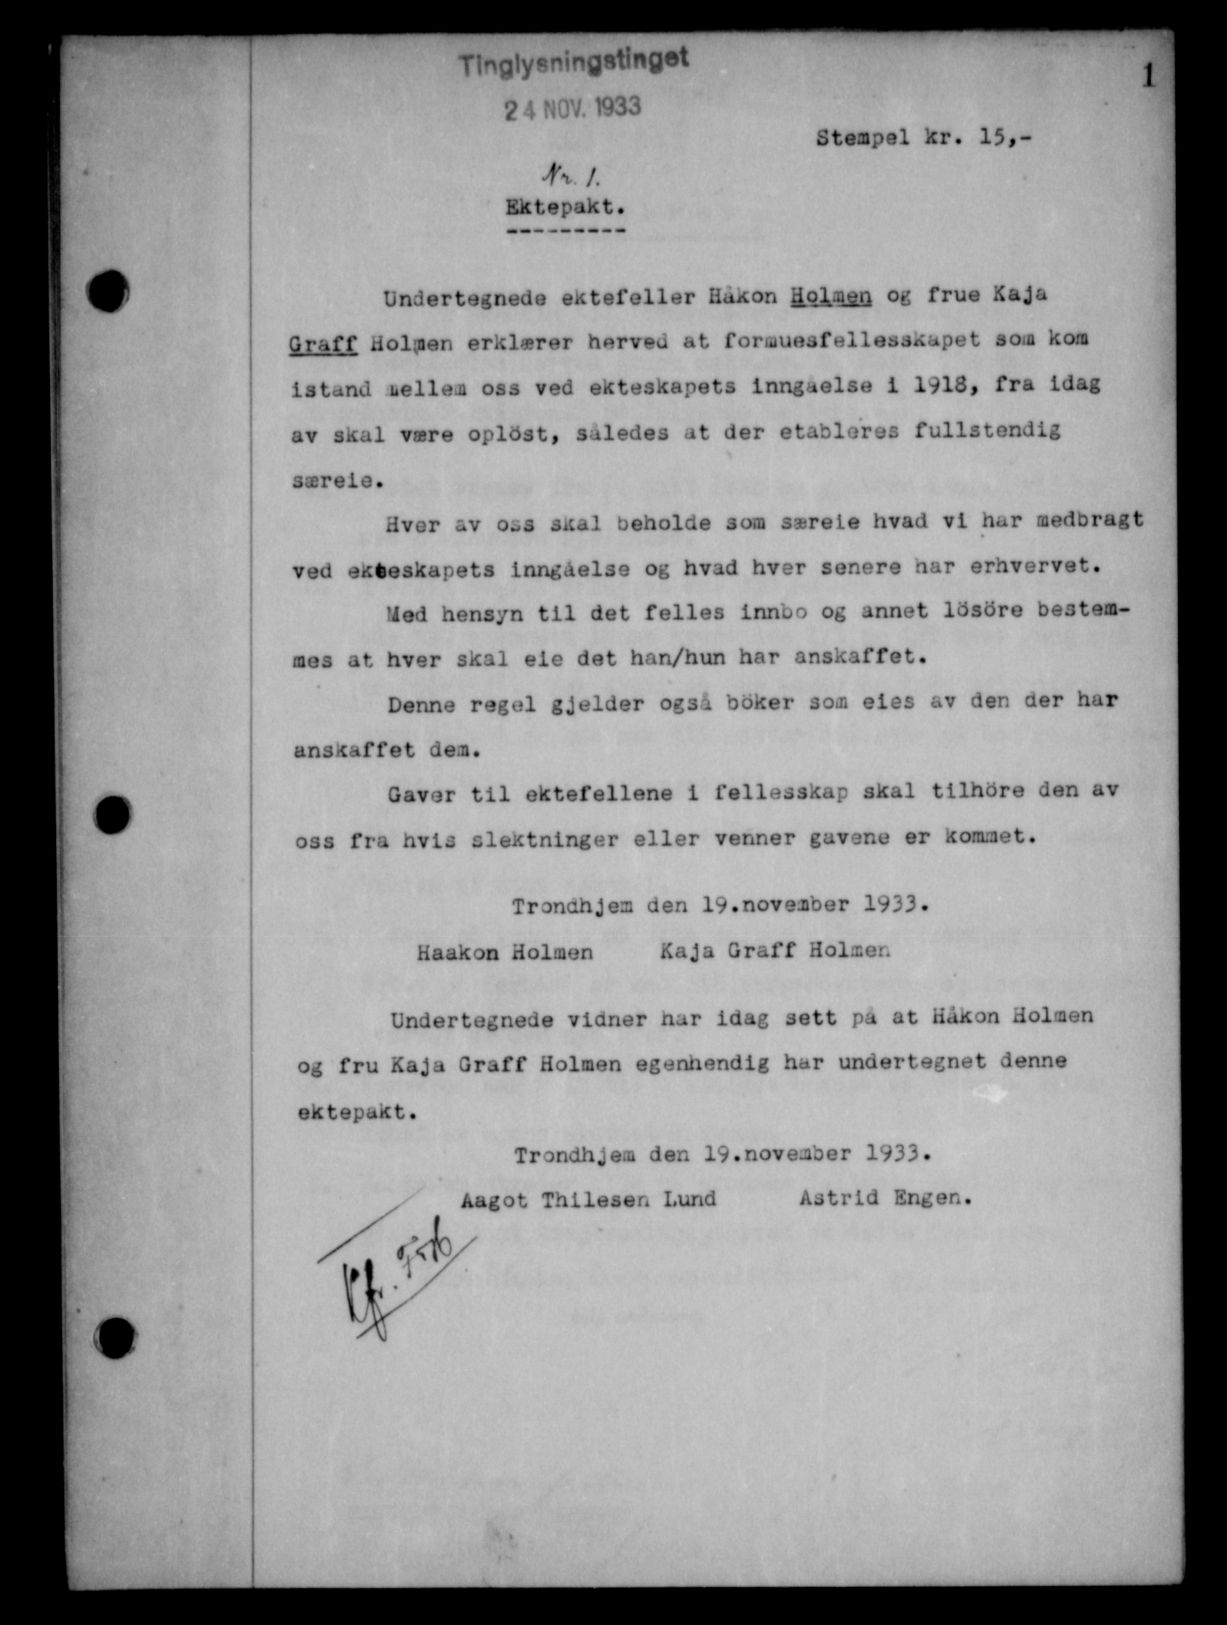 1
Tinglysningstinget
24 NOV. 1933
Stempel kr. 15,-
Nr. 1.
Ektepakt.
---------
Undertegnede ektefeller Håkon Holmen og frue Kaja
Graff Holmen erklærer herved at formuesfellesskapet som kom
istand mellem oss ved ekteskapets inngåelse i 1918, fra idag
av skal være oplöst, således at der etableres fullstendig
særeie.
Hver av oss skal beholde som særeie hvad vi har medbragt
ved ekteskapets inngåelse og hvad hver senere har erhvervet.
Med hensyn til det felles innbo og annet lösöre bestem-
mes at hver skal eie det han/hun har anskaffet.
Denne regel gjelder også böker som eies av den der har
anskaffet dem.
Gaver til ektefellene i fellesskap skal tilhöre den av
oss fra hvis slektninger eller venner gavene er kommet.
Trondhjem den 19.november 1933.
Haakon Holmen Kaja Graff Holmen
Undertegnede vidner har idag sett på at Håkon Holmen
og fru Kaja Graff Holmen egenhendig har undertegnet denne
ektepakt.
Trondhjem den 19.november 1933.
Aagot Thilesen Lund Astrid Engen.